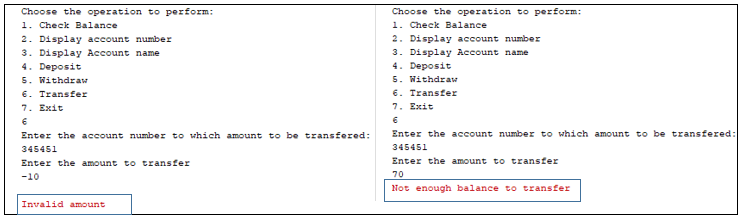 Choose the operation to perform:
1. Check Balance
2. Display account number
3. Display Account name
4. Deposit
5. Withdraw
6. Transfer
7. Exit
6
Enter the account number to which amount to be transfered:
345451
Enter the amount to transfer
-10
Invalid amount
Choose the operation to perform:
1. Check Balance
2. Display account number
3. Display Account name
4. Deposit
5. Withdraw
6. Transfer
7. Exit
6
Enter the account number to which amount to be transfered:
345451
Enter the amount to transfer
70
Not enough balance to transfer